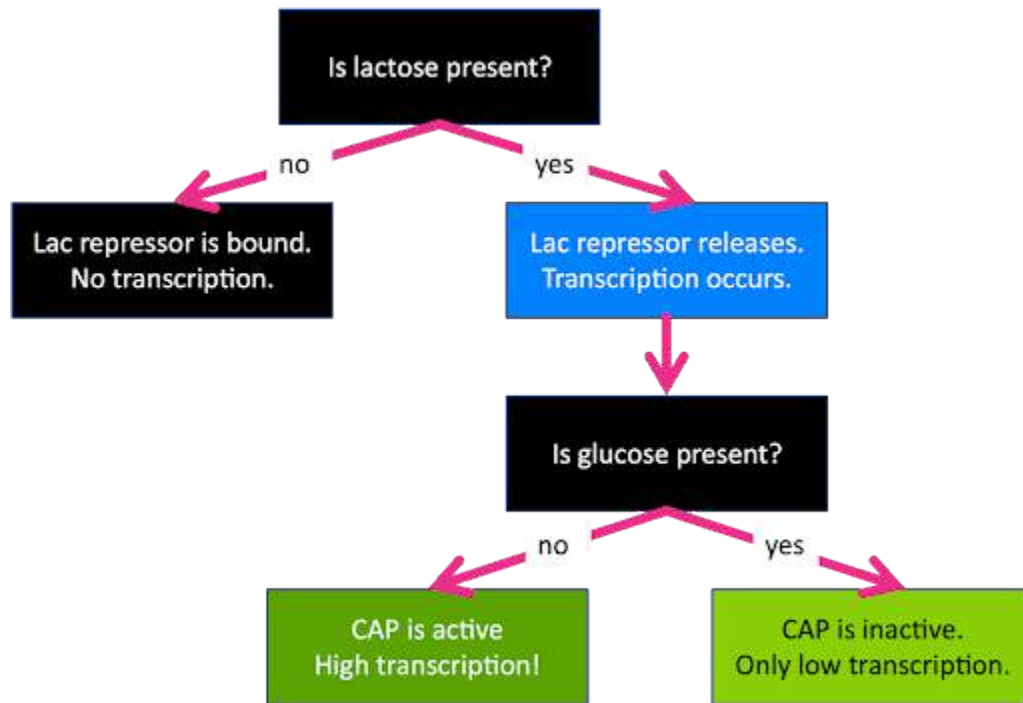 Is lactose present?
no
yes
Lac repressor is bound.
No transcription.
Lac repressor releases.
Transcription occurs.
Is glucose present?
no
yes
CAP is active
High transcription!
CAP is inactive.
Only low transcription.